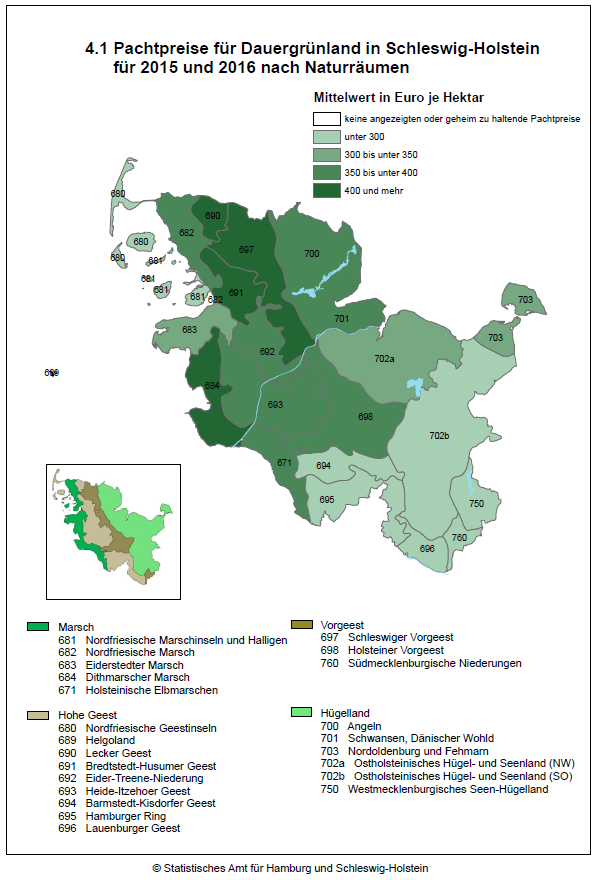 4.1 Pachtpreise für Dauergrünland in Schleswig-Holstein
für 2015 und 2016 nach Naturräumen
Mittelwert in Euro je Hektar
keine angezeigten oder geheim zu haltende Pachtpreise
unter 300
300 bis unter 350
350 bis unter 400
400 und mehr
680
690
682
697
700
680
680
681
681
681
681
682
691
703
683
701
703
692
702a
689
684
693
698
702b
671
694
695
750
760
696
Marsch
681 Nordfriesische Marschinseln und Halligen
682 Nordfriesische Marsch
683 Eiderstedter Marsch
684 Dithmarscher Marsch
671 Holsteinische Elbmarschen
Vorgeest
697 Schleswiger Vorgeest
698 Holsteiner Vorgeest
760 Südmecklenburgische Niederungen
Hohe Geest
680 Nordfriesische Geestinseln
689 Helgoland
690 Lecker Geest
691 Bredtstedt-Husumer Geest
692 Eider-Treene-Niederung
693 Heide-Itzehoer Geest
694 Barmstedt-Kisdorfer Geest
695 Hamburger Ring
696 Lauenburger Geest
Hügelland
700 Angeln
701 Schwansen, Dänischer Wohld
703 Nordoldenburg und Fehmarn
702a Ostholsteinisches Hügel- und Seenland (NW)
702b Ostholsteinisches Hügel- und Seenland (SO)
750 Westmecklenburgisches Seen-Hügelland
© Statistisches Amt für Hamburg und Schleswig-Holstein